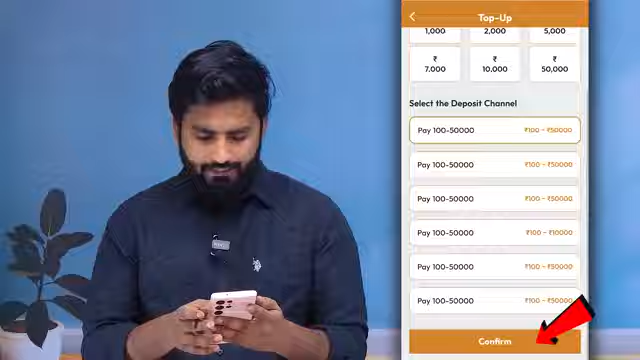 Top-Up
1,000 2,000 5,000
₹ ₹ ₹
7,000 10,000 50,000
Select the Deposit Channel
Pay 100-50000 ₹100 - ₹50000
Pay 100-50000 ₹100 - ₹50000
Pay 100-50000 ₹100 - ₹50000
Pay 100-50000 ₹100 - ₹10000
Pay 100-50000 ₹100 - ₹50000
Pay 100-50000 ₹100 - ₹50000
Confirm